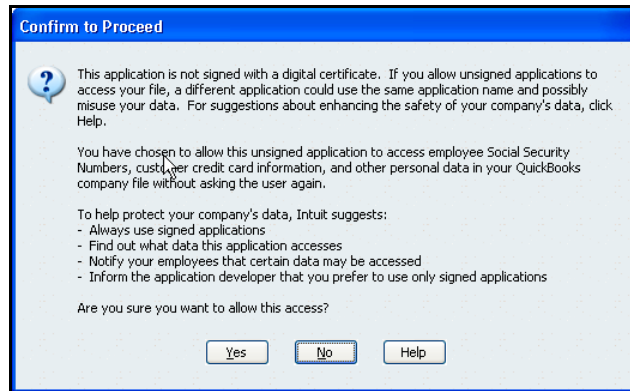 Confirm to Proceed
This application is not signed with a digital certificate. If you allow unsigned applications to
access your file, a different application could use the same application name and possibly
misuse your data. For suggestions about enhancing the safety of your company's data, click
Help.
You have chosen to allow this unsigned application to access employee Social Security
Numbers, customer credit card information, and other personal data in your QuickBooks
company file without asking the user again.
To help protect your company's data, Intuit suggests:
- Always use signed applications
- Find out what data this application accesses
- Notify your employees that certain data may be accessed
- Inform the application developer that you prefer to use only signed applications
Are you sure you want to allow this access?
Yes No Help